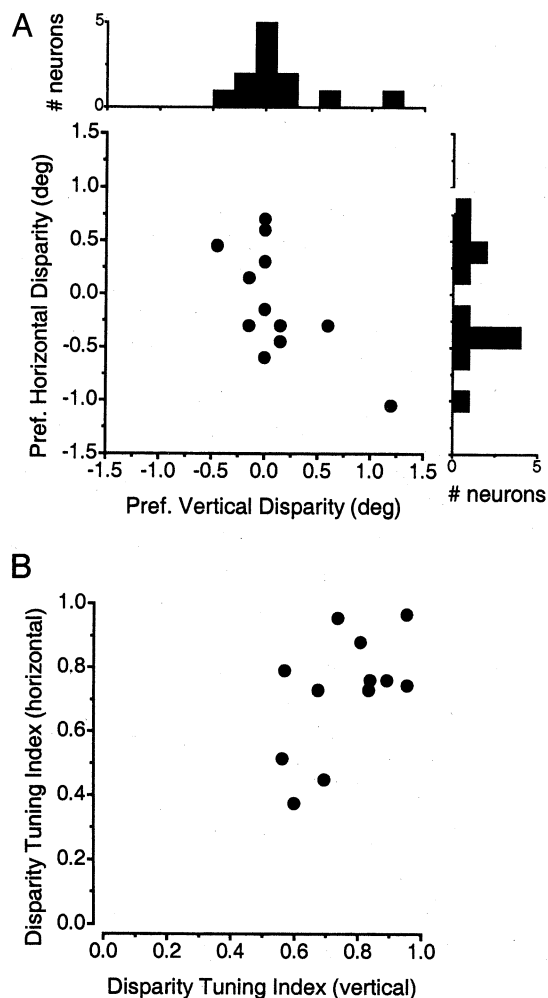 A
# neurons
5
0
Pref. Horizontal Disparity (deg)
1.5
1.0
0.5
0.0
-0.5
-1.0
-1.5
-1.5 -1.0 -0.5 0.0 0.5 1.0 1.5
Pref. Vertical Disparity (deg)
0 5
# neurons
B
Disparity Tuning Index (horizontal)
1.0
0.8
0.6
0.4
0.2
0.0
0.0 0.2 0.4 0.6 0.8 1.0
Disparity Tuning Index (vertical)